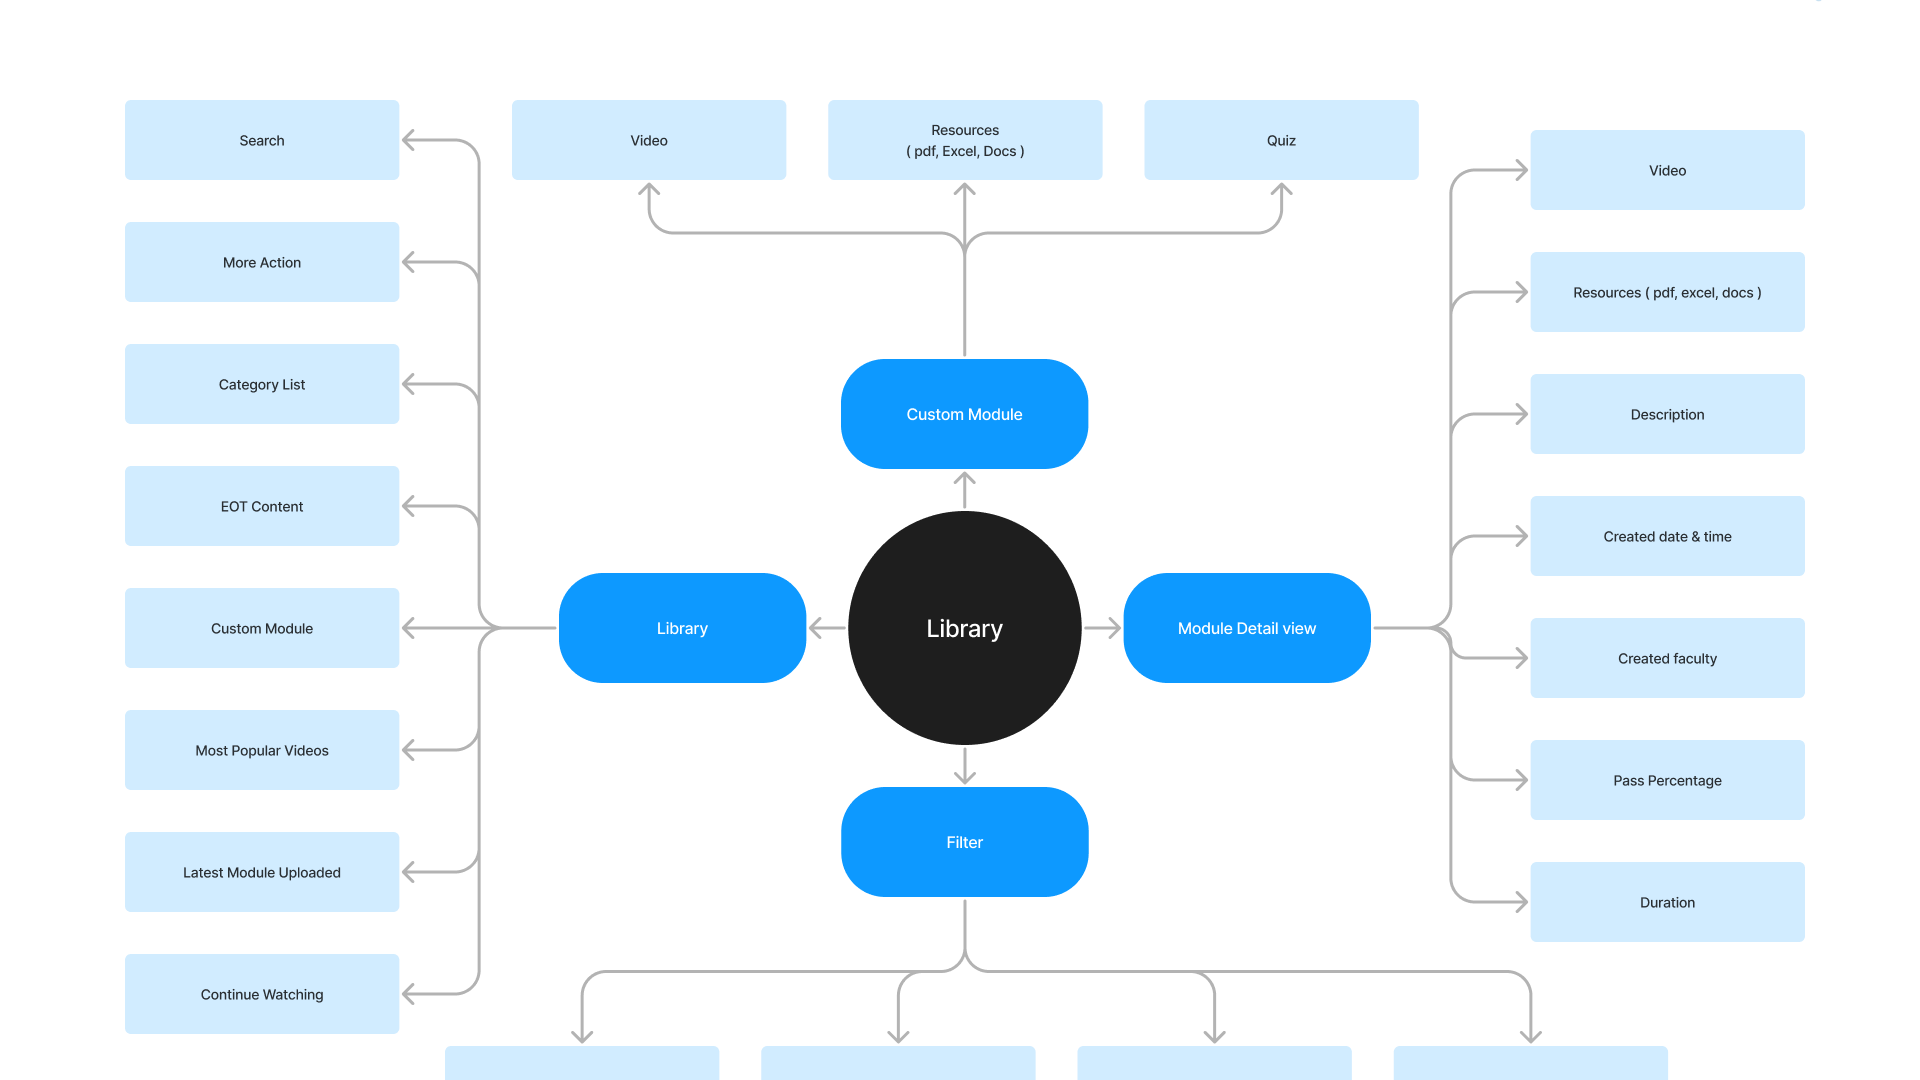 Search
More Action
Category List
EOT Content
Custom Module
Most Popular Videos
Latest Module Uploaded
Continue Watching
Video
Resources
( pdf, Excel, Docs )
Quiz
Custom Module
Library
Library
Module Detail view
Filter
Video
Resources ( pdf, excel, docs )
Description
Created date & time
Created faculty
Pass Percentage
Duration